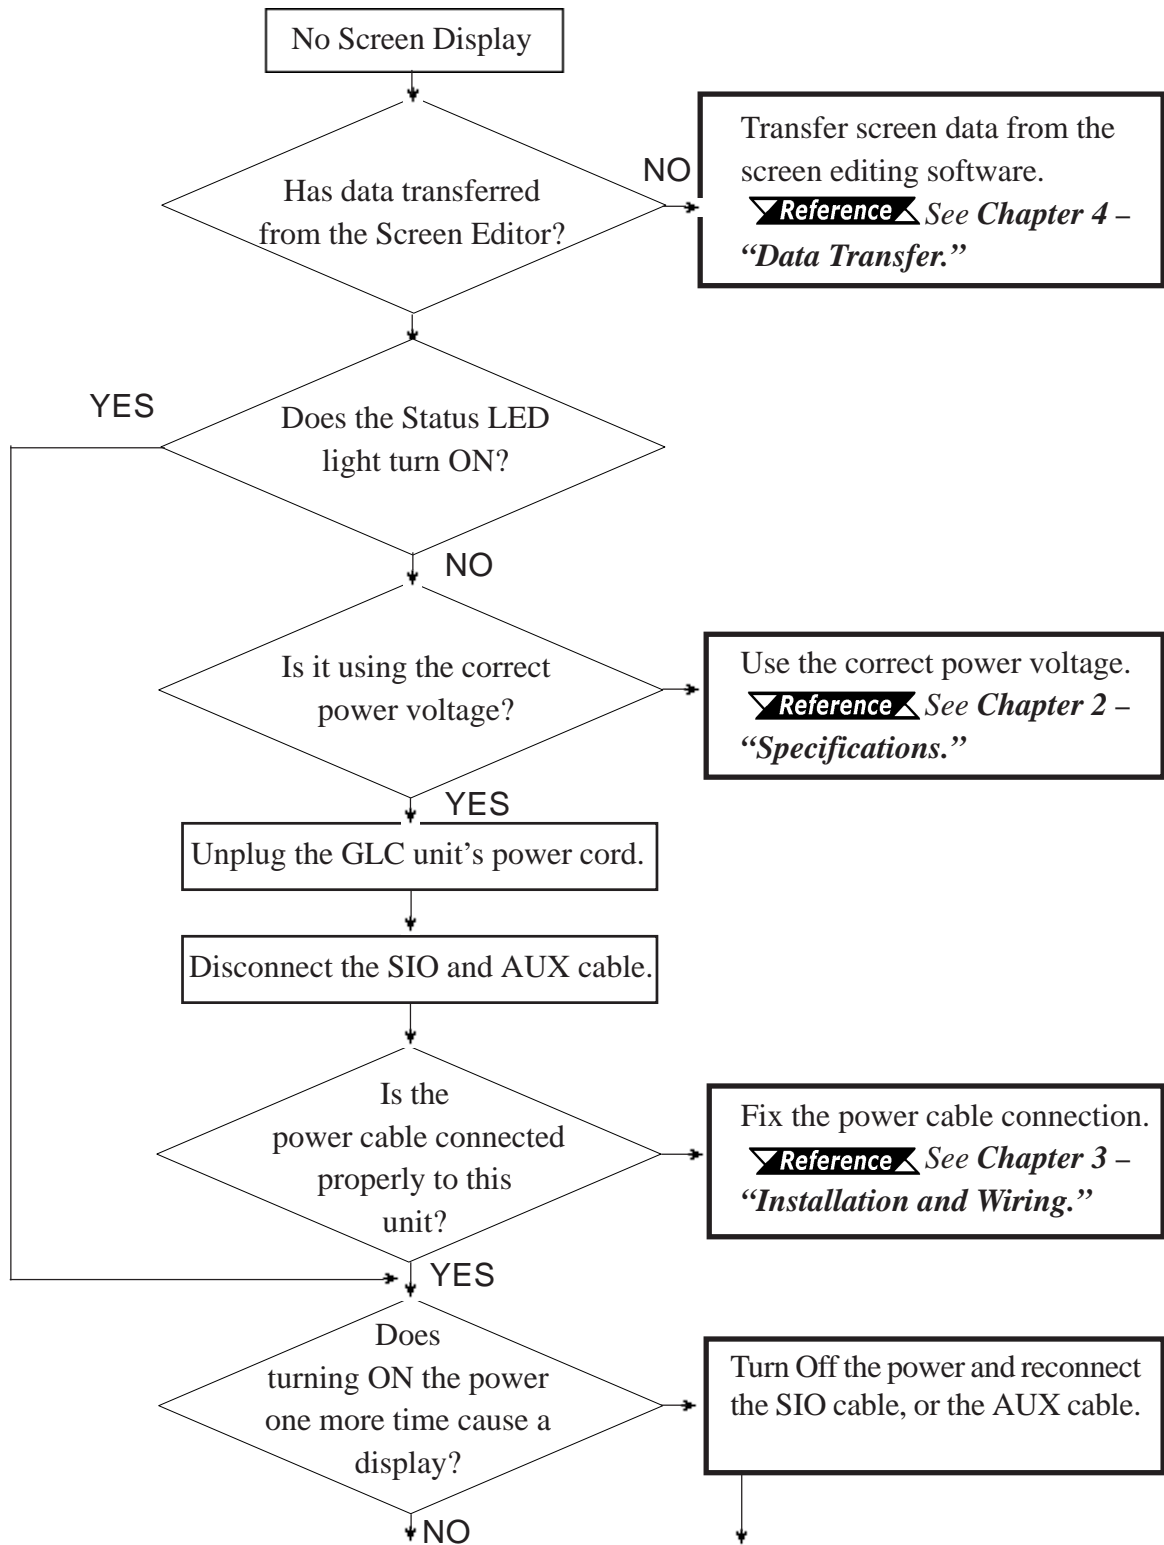 No Screen Display
Has data transferred
from the Screen Editor?
NO
Transfer screen data from the
screen editing software.
Reference See Chapter 4 –
“Data Transfer.”
YES
Does the Status LED
light turn ON?
NO
Is it using the correct
power voltage?
Use the correct power voltage.
Reference See Chapter 2 –
“Specifications.”
YES
Unplug the GLC unit's power cord.
Disconnect the SIO and AUX cable.
Is the
power cable connected
properly to this
unit?
Fix the power cable connection.
Reference See Chapter 3 –
“Installation and Wiring.”
YES
Does
turning ON the power
one more time cause a
display?
Turn Off the power and reconnect
the SIO cable, or the AUX cable.
NO